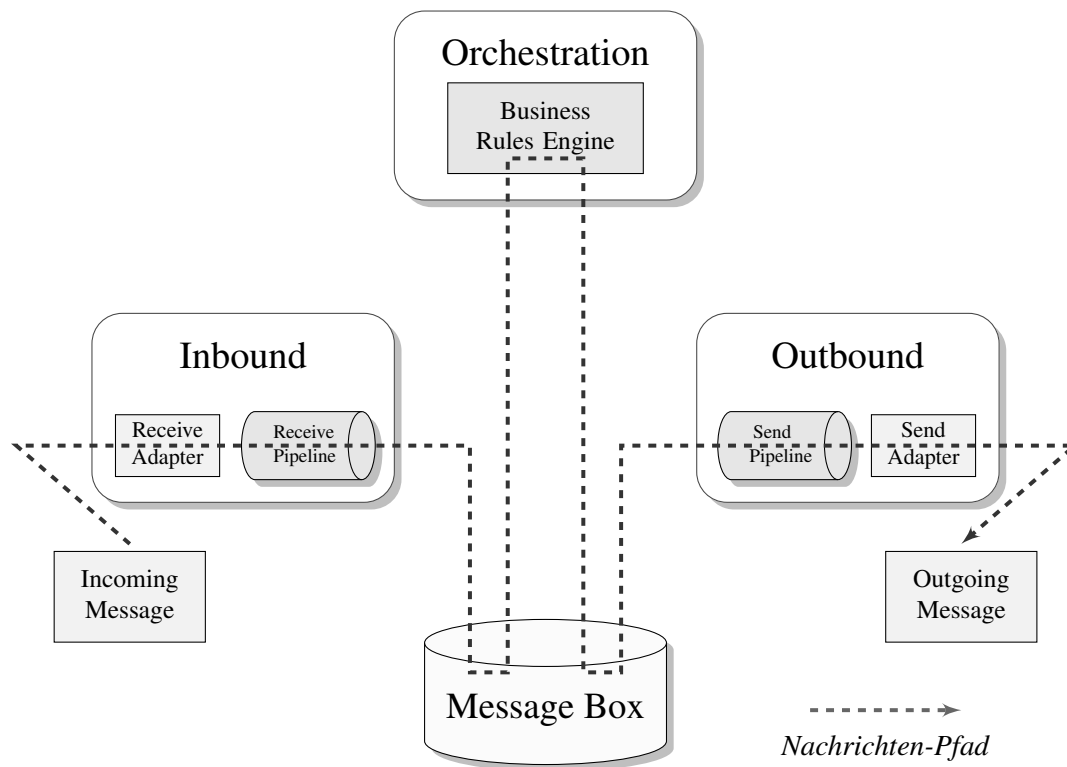 Orchestration
Business
Rules Engine
Inbound
Receive
Adapter
Receive
Pipeline
Outbound
Send
Pipeline
Send
Adapter
Incoming
Message
Outgoing
Message
Message Box
Nachrichten-Pfad